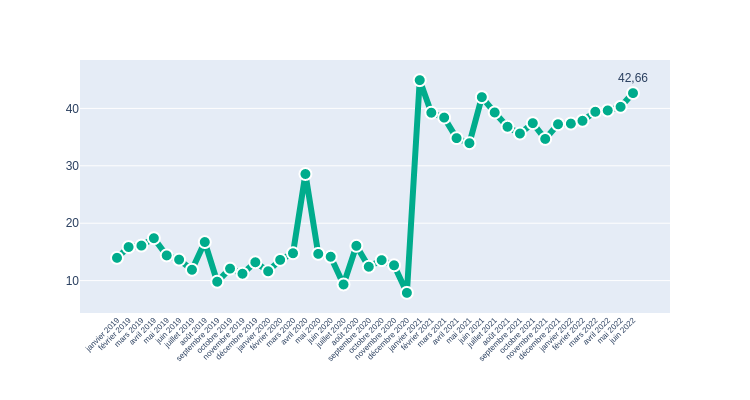 42,66
40
30
20
10
janvier 2019
février 2019
mars 2019
avril 2019
mai 2019
juin 2019
juillet 2019
août 2019
septembre 2019
octobre 2019
novembre 2019
décembre 2019
janvier 2020
février 2020
mars 2020
avril 2020
mai 2020
juin 2020
juillet 2020
août 2020
septembre 2020
octobre 2020
novembre 2020
décembre 2020
janvier 2021
février 2021
mars 2021
avril 2021
mai 2021
juin 2021
juillet 2021
août 2021
septembre 2021
octobre 2021
novembre 2021
décembre 2021
janvier 2022
février 2022
mars 2022
avril 2022
mai 2022
juin 2022